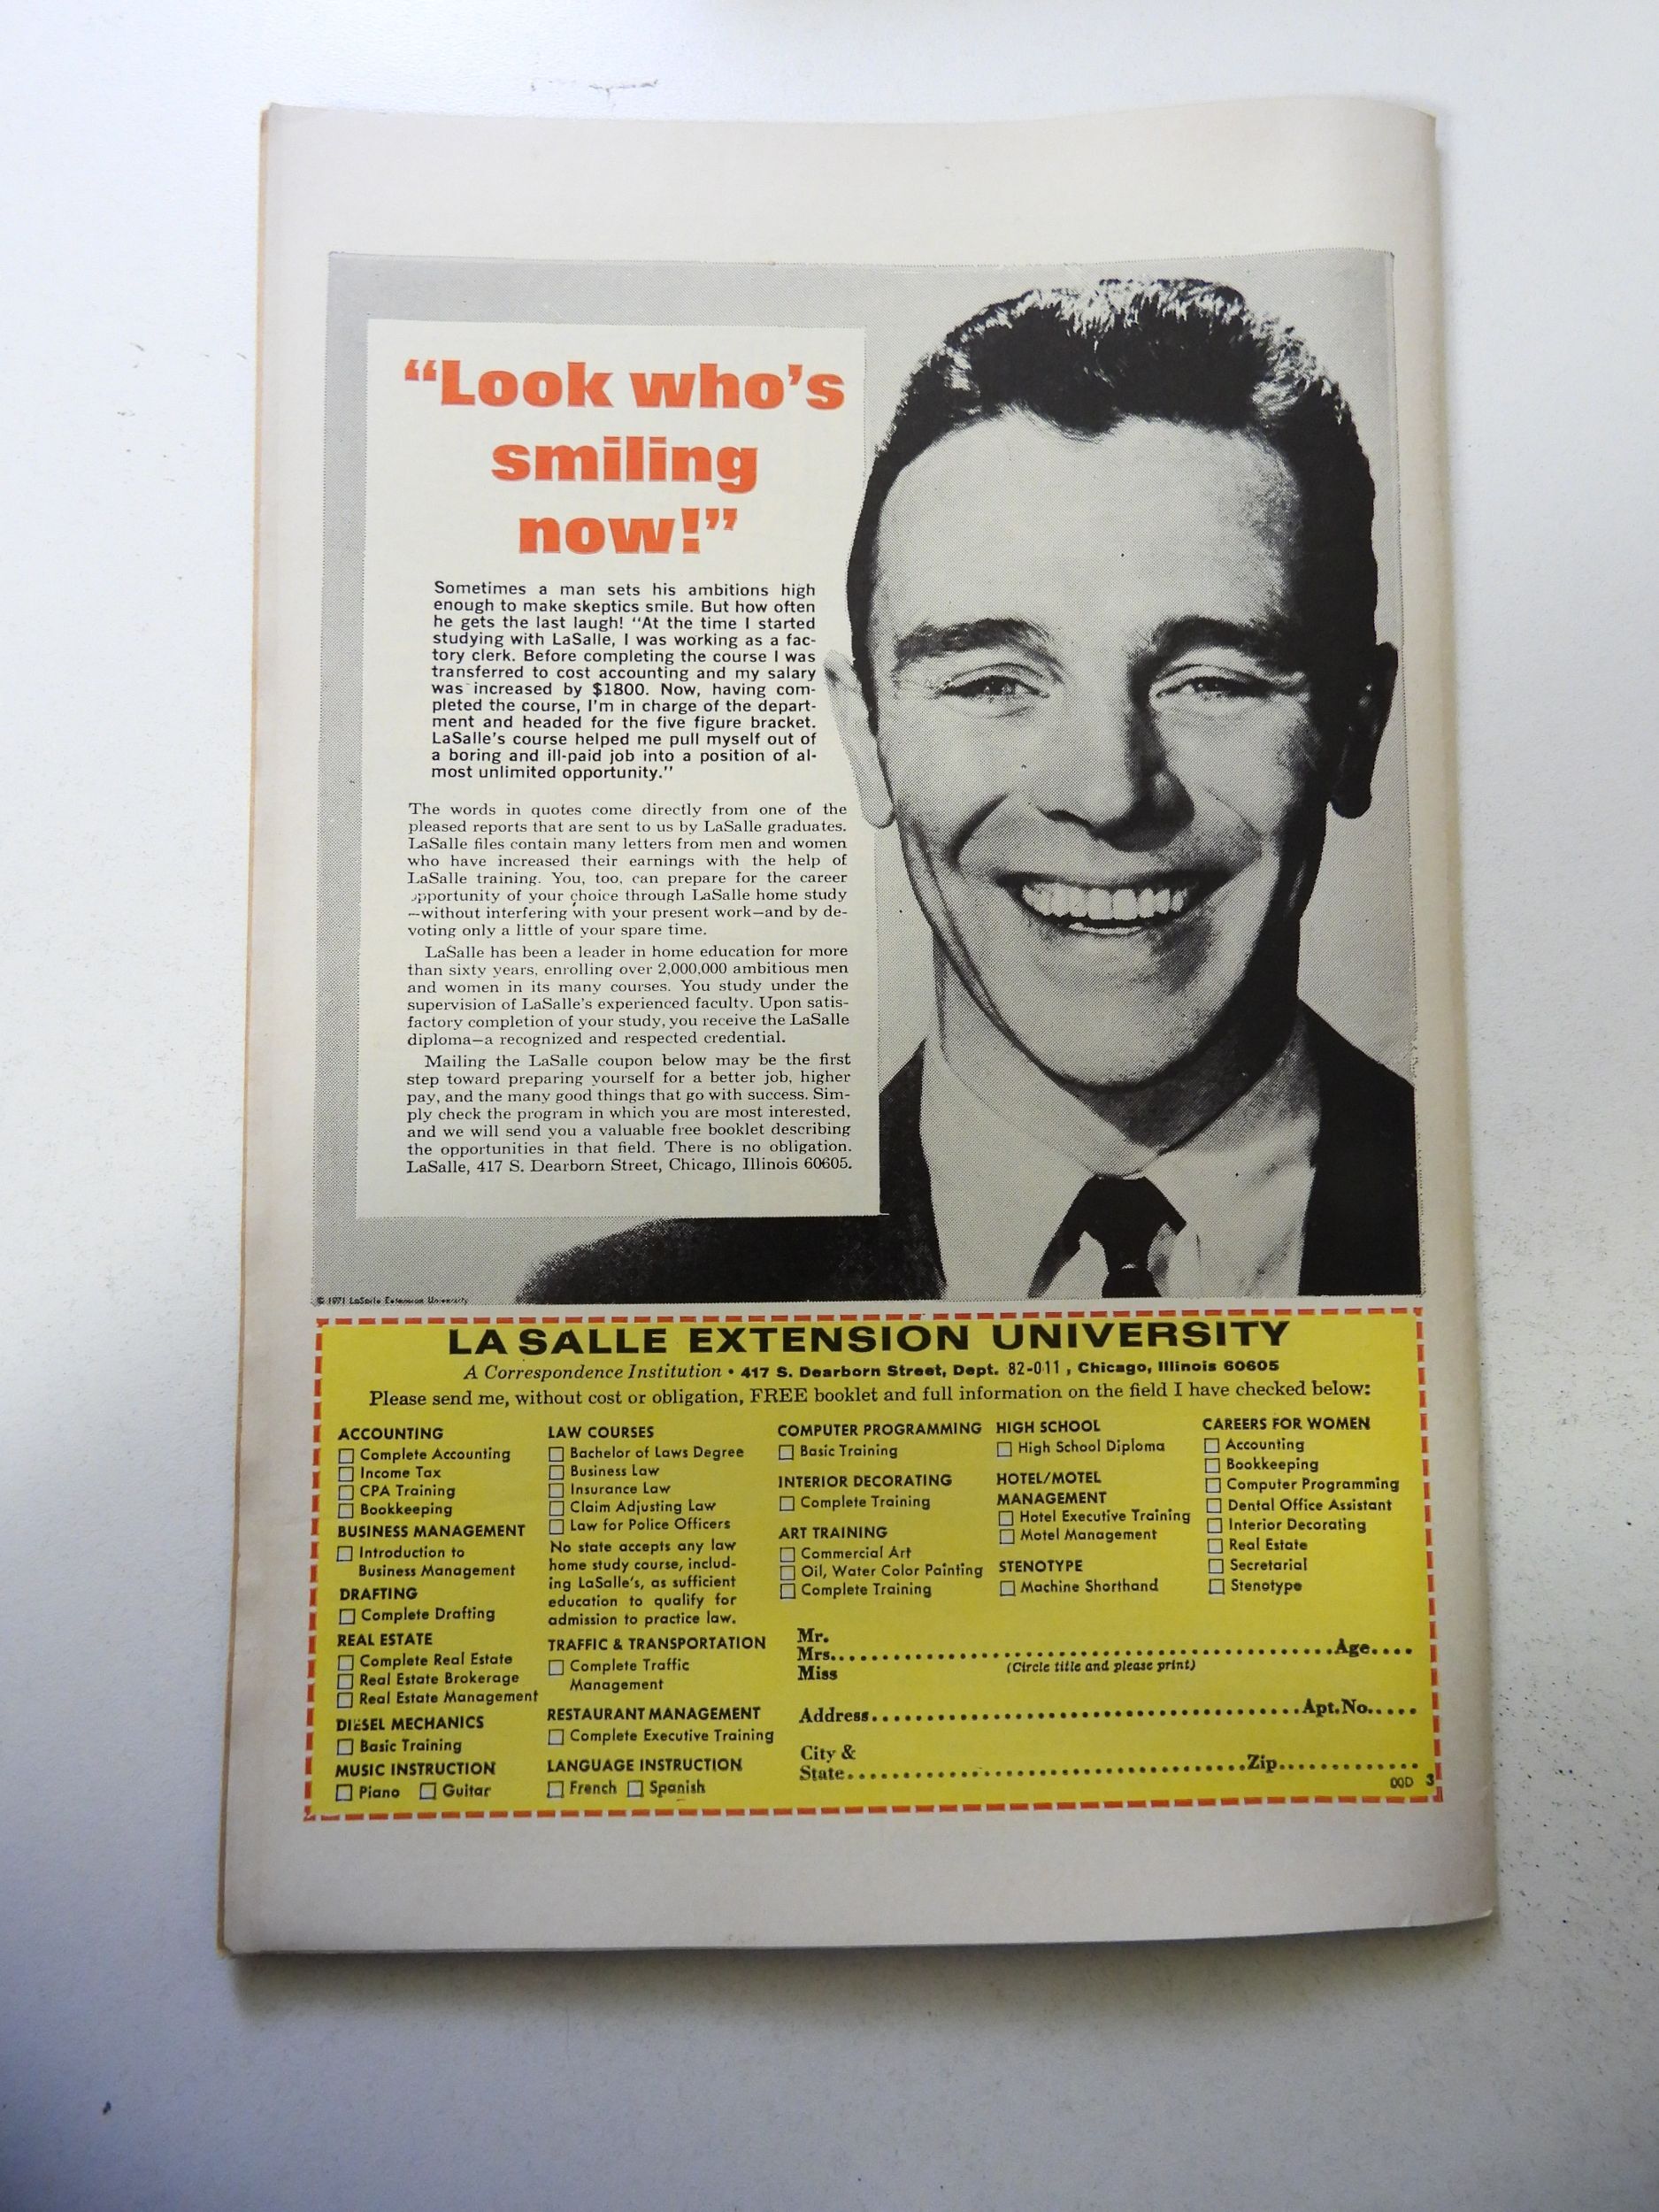 “Look who’s
smiling
now!”
Sometimes a man sets his ambitions high
enough to make skeptics smile. But how often
he gets the last laugh! “At the time I started
studying with LaSalle, I was working as a fac-
tory clerk. Before completing the course I was
transferred to cost accounting and my salary
was increased by $1800. Now, having com-
pleted the course, I’m in charge of the depart-
ment and headed for the five figure bracket.
LaSalle’s course helped me pull myself out of
a boring and ill-paid job into a position of al-
most unlimited opportunity.”
The words in quotes come directly from one of the
pleased reports that are sent to us by LaSalle graduates.
LaSalle files contain many letters from men and women
who have increased their earnings with the help of
LaSalle training. You, too, can prepare for the career
opportunity of your choice through LaSalle home study
—without interfering with your present work—and by de-
voting only a little of your spare time.
LaSalle has been a leader in home education for more
than sixty years, enrolling over 2,000,000 ambitious men
and women in its many courses. You study under the
supervision of LaSalle’s experienced faculty. Upon satis-
factory completion of your study, you receive the LaSalle
diploma—a recognized and respected credential.
Mailing the LaSalle coupon below may be the first
step toward preparing yourself for a better job, higher
pay, and the many good things that go with success. Sim-
ply check the program in which you are most interested,
and we will send you a valuable free booklet describing
the opportunities in that field. There is no obligation.
LaSalle, 417 S. Dearborn Street, Chicago, Illinois 60605.
© 1971 LaSalle Extension University
LA SALLE EXTENSION UNIVERSITY
A Correspondence Institution • 417 S. Dearborn Street, Dept. 82-011, Chicago, Illinois 60605
Please send me, without cost or obligation, FREE booklet and full information on the field I have checked below:
ACCOUNTING
Complete Accounting
Income Tax
CPA Training
Bookkeeping
BUSINESS MANAGEMENT
Introduction to
Business Management
DRAFTING
Complete Drafting
REAL ESTATE
Complete Real Estate
Real Estate Brokerage
Real Estate Management
DIESEL MECHANICS
Basic Training
MUSIC INSTRUCTION
Piano Guitar
LAW COURSES
Bachelor of Laws Degree
Business Law
Insurance Law
Claim Adjusting Law
Law for Police Officers
No state accepts any law
home study course, includ-
ing LaSalle’s, as sufficient
education to qualify for
admission to practice law.
TRAFFIC & TRANSPORTATION
Complete Traffic
Management
RESTAURANT MANAGEMENT
Complete Executive Training
LANGUAGE INSTRUCTION
French Spanish
COMPUTER PROGRAMMING
Basic Training
INTERIOR DECORATING
Complete Training
ART TRAINING
Commercial Art
Oil, Water Color Painting
Complete Training
HIGH SCHOOL
High School Diploma
HOTEL/MOTEL
MANAGEMENT
Hotel Executive Training
Motel Management
STENOTYPE
Machine Shorthand
CAREERS FOR WOMEN
Accounting
Bookkeeping
Computer Programming
Dental Office Assistant
Interior Decorating
Real Estate
Secretarial
Stenotype
Mr.
Mrs. Age
Miss (Circle title and please print)
Address Apt.No.
City &
State Zip
00D 3